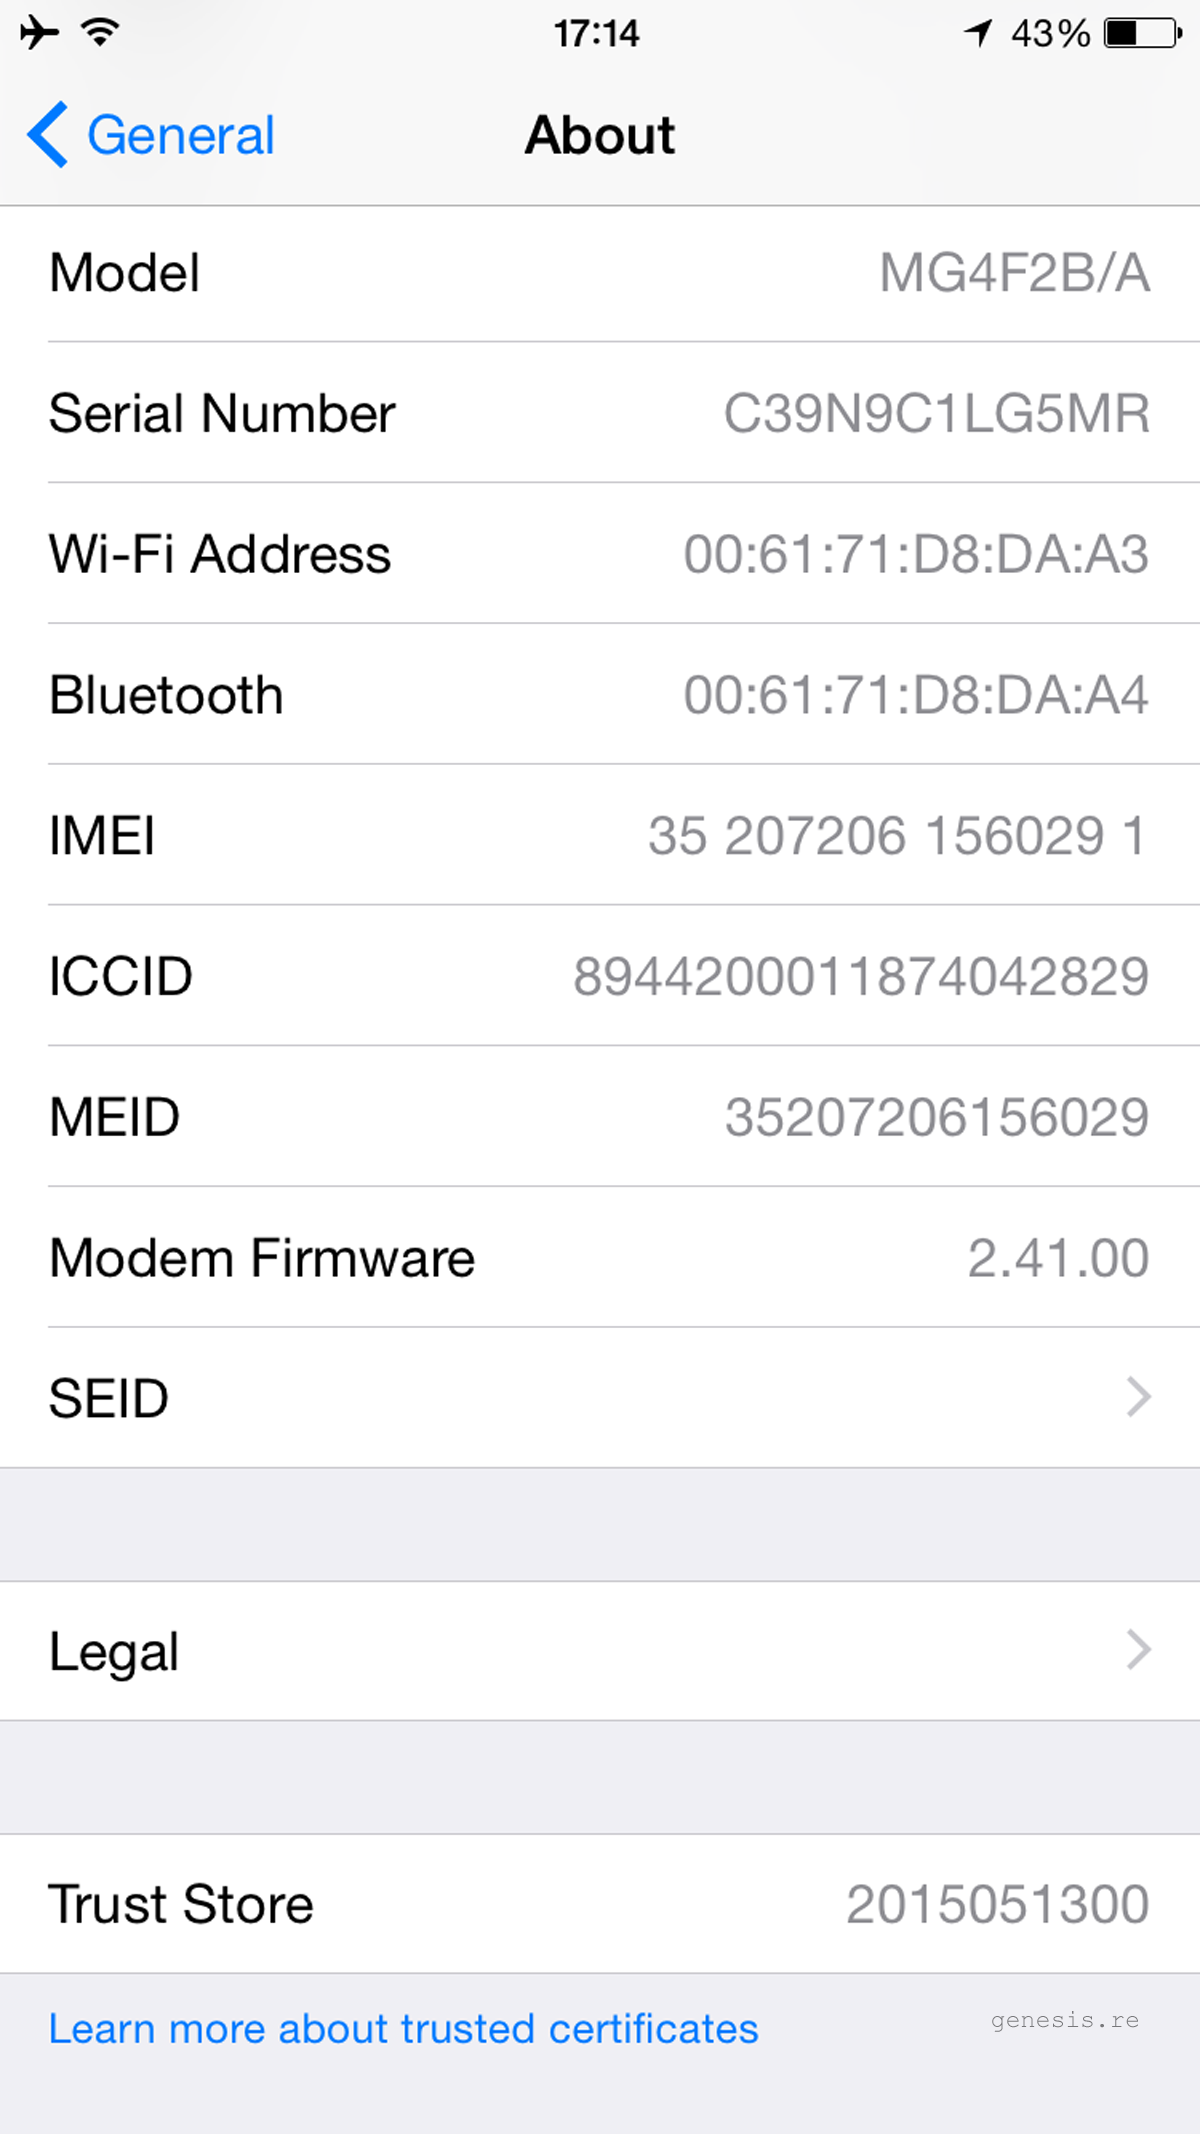 17:14
43%
General
About
Model MG4F2B/A
Serial Number C39N9C1LG5MR
Wi-Fi Address 00:61:71:D8:DA:A3
Bluetooth 00:61:71:D8:DA:A4
IMEI 35 207206 156029 1
ICCID 8944200011874042829
MEID 35207206156029
Modem Firmware 2.41.00
SEID
Legal
Trust Store 2015051300
Learn more about trusted certificates
genesis.re